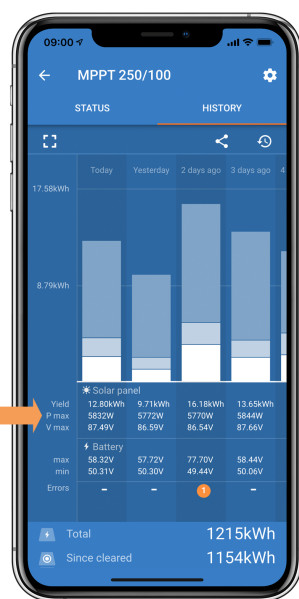 09:00
MPPT 250/100
STATUS HISTORY
Today Yesterday 2 days ago 3 days ago 4
17.58kWh
8.79kWh
Solar panel
Yield 12.80kWh 9.71kWh 16.18kWh 13.65kWh
P max 5832W 5772W 5770W 5844W
V max 87.49V 86.59V 86.54V 87.66V
Battery
max 58.32V 57.72V 77.70V 58.44V
min 50.31V 50.30V 49.44V 50.06V
Errors – – 1 –
Total 1215kWh
Since cleared 1154kWh